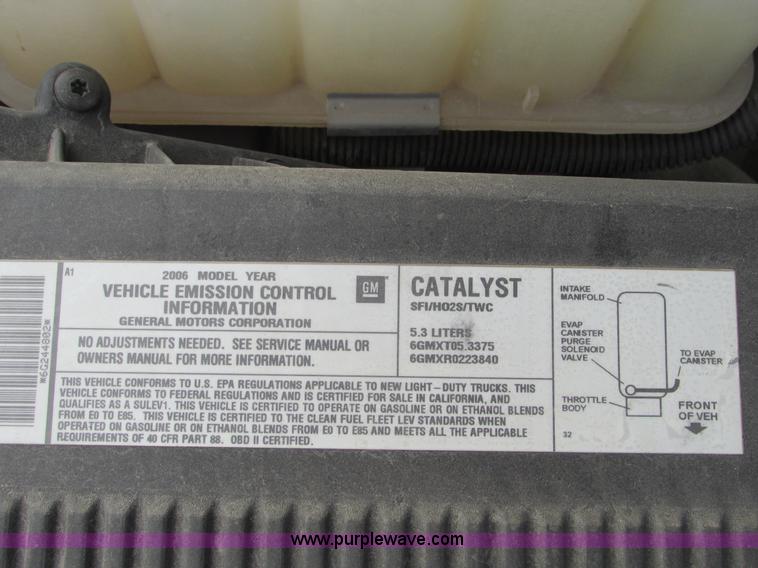 *6G244802*
A1
2006 MODEL YEAR
VEHICLE EMISSION CONTROL
INFORMATION
GENERAL MOTORS CORPORATION
GM
NO ADJUSTMENTS NEEDED. SEE SERVICE MANUAL OR
OWNERS MANUAL FOR MORE INFORMATION.
CATALYST
SFI/HO2S/TWC
5.3 LITERS
6GMXT05.3375
6GMXR0223840
THIS VEHICLE CONFORMS TO U.S. EPA REGULATIONS APPLICABLE TO NEW LIGHT-DUTY TRUCKS. THIS
VEHICLE CONFORMS TO FEDERAL REGULATIONS AND IS CERTIFIED FOR SALE IN CALIFORNIA, AND
QUALIFIES AS A SULEV1. THIS VEHICLE IS CERTIFIED TO OPERATE ON GASOLINE OR ON ETHANOL BLENDS
FROM E0 TO E85. THIS VEHICLE IS CERTIFIED TO THE CLEAN FUEL FLEET LEV STANDARDS WHEN
OPERATED ON GASOLINE OR ON ETHANOL BLENDS FROM E0 TO E85 AND MEETS ALL THE APPLICABLE
REQUIREMENTS OF 40 CFR PART 88. OBD II CERTIFIED.
INTAKE
MANIFOLD
EVAP
CANISTER
PURGE
SOLENOID
VALVE
TO EVAP
CANISTER
THROTTLE
BODY
FRONT
OF VEH
32
www.purplewave.com